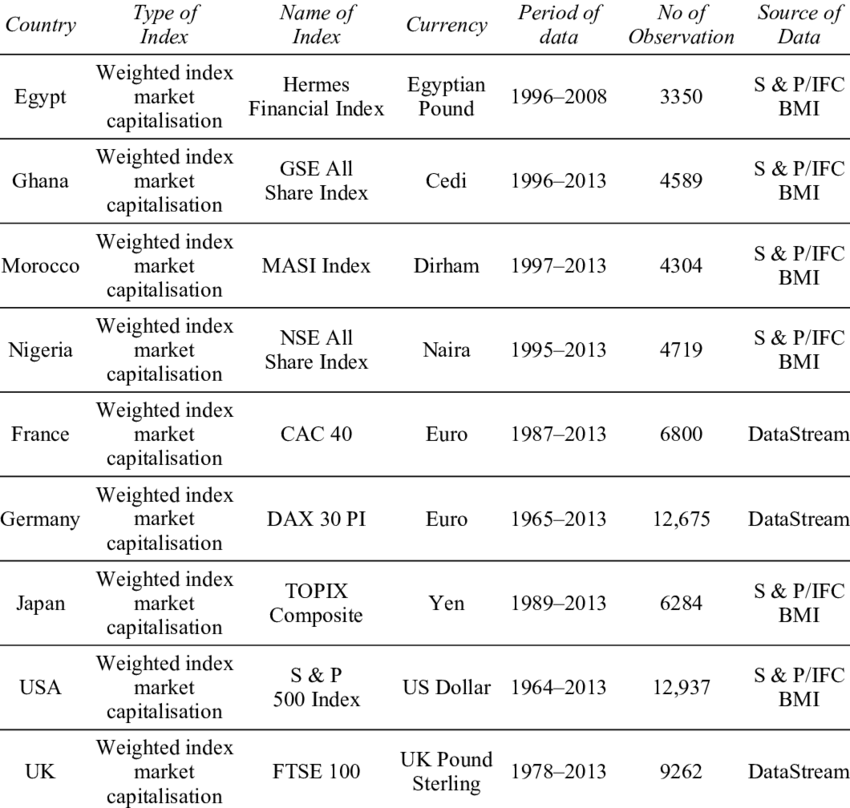 Country Type of Index Name of Index Currency Period of data No of Observation Source of Data
Egypt Weighted index market capitalisation Hermes Financial Index Egyptian Pound 1996–2008 3350 S & P/IFC BMI
Ghana Weighted index market capitalisation GSE All Share Index Cedi 1996–2013 4589 S & P/IFC BMI
Morocco Weighted index market capitalisation MASI Index Dirham 1997–2013 4304 S & P/IFC BMI
Nigeria Weighted index market capitalisation NSE All Share Index Naira 1995–2013 4719 S & P/IFC BMI
France Weighted index market capitalisation CAC 40 Euro 1987–2013 6800 DataStream
Germany Weighted index market capitalisation DAX 30 PI Euro 1965–2013 12,675 DataStream
Japan Weighted index market capitalisation TOPIX Composite Yen 1989–2013 6284 S & P/IFC BMI
USA Weighted index market capitalisation S & P 500 Index US Dollar 1964–2013 12,937 S & P/IFC BMI
UK Weighted index market capitalisation FTSE 100 UK Pound Sterling 1978–2013 9262 DataStream